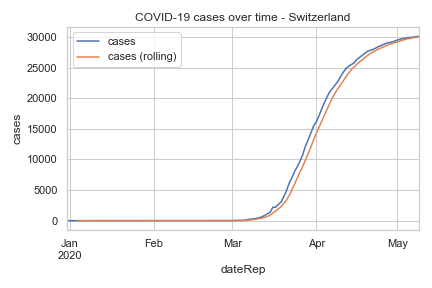 COVID-19 cases over time - Switzerland
cases
cases (rolling)
30000
25000
20000
15000
10000
5000
0
cases
Jan Feb Mar Apr May
2020
dateRep